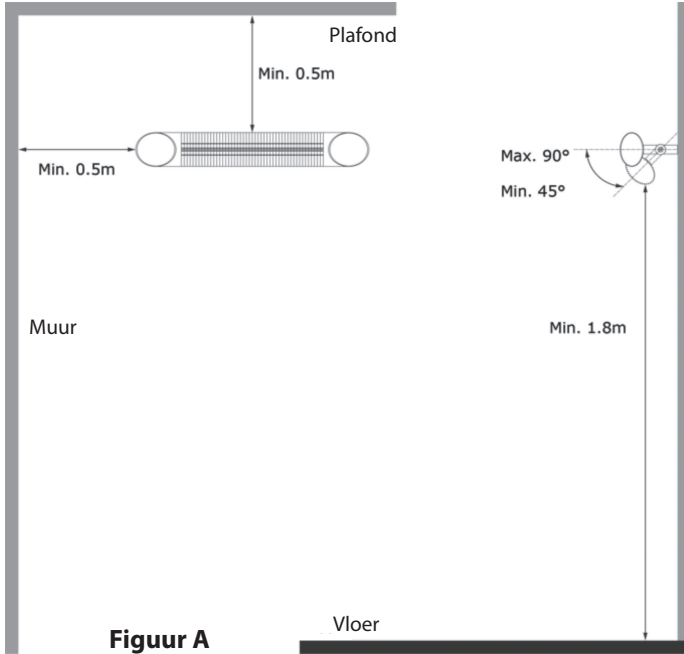 Plafond
Min. 0.5m
Min. 0.5m
Max. 90°
Min. 45°
Muur
Min. 1.8m
Vloer
Figuur A